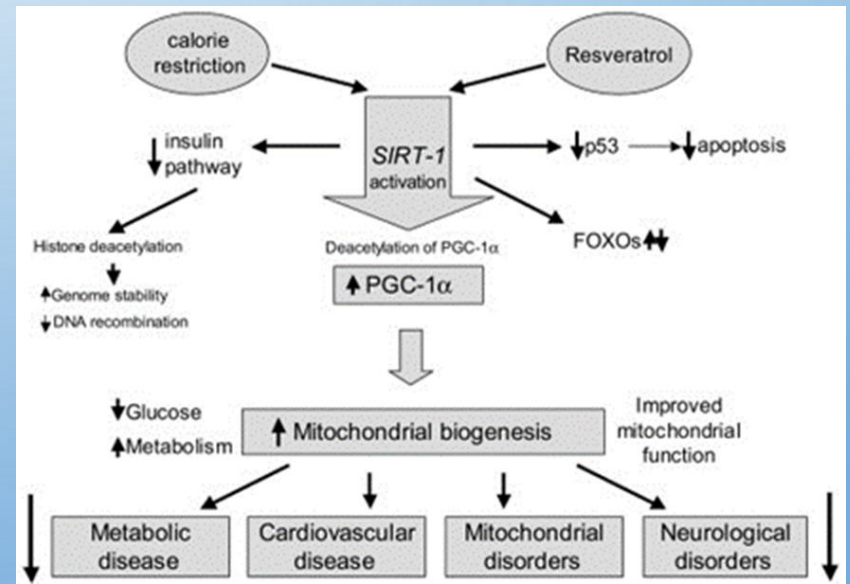 calorie
restriction
Resveratrol
insulin
pathway
SIRT-1
activation
p53
apoptosis
FOXOs
Histone deacetylation
Genome stability
DNA recombination
Deacetylation of PGC-1α
PGC-1α
Glucose
Metabolism
Mitochondrial biogenesis
Improved
mitochondrial
function
Metabolic
disease
Cardiovascular
disease
Mitochondrial
disorders
Neurological
disorders